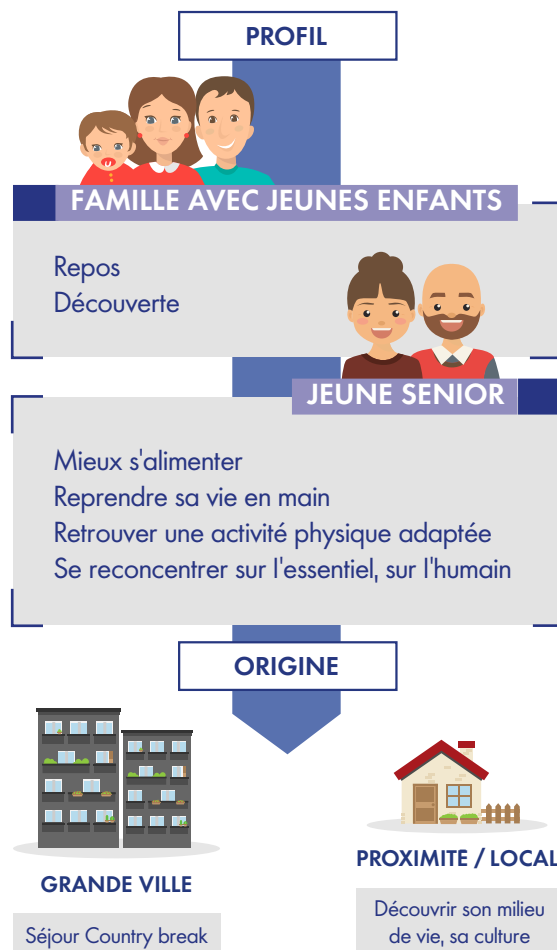 PROFIL
FAMILLE AVEC JEUNES ENFANTS
Repos
Découverte
JEUNE SENIOR
Mieux s'alimenter
Reprendre sa vie en main
Retrouver une activité physique adaptée
Se reconcentrer sur l'essentiel, sur l'humain
ORIGINE
GRANDE VILLE
Séjour Country break
PROXIMITE / LOCAL
Découvrir son milieu
de vie, sa culture